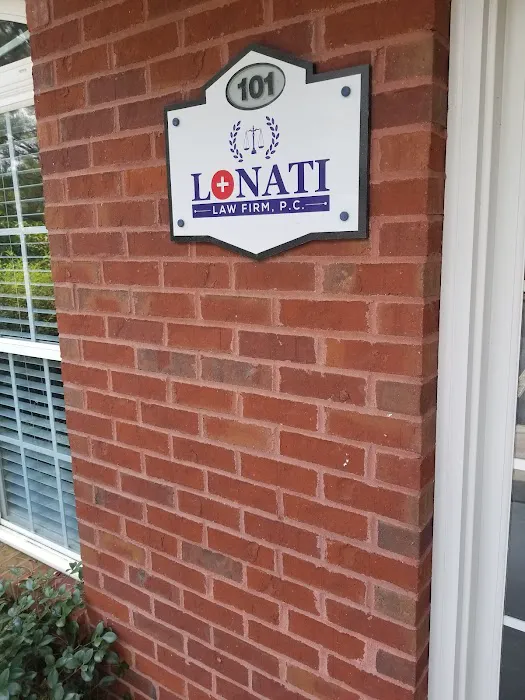 101
LONATI
LAW FIRM, P.C.